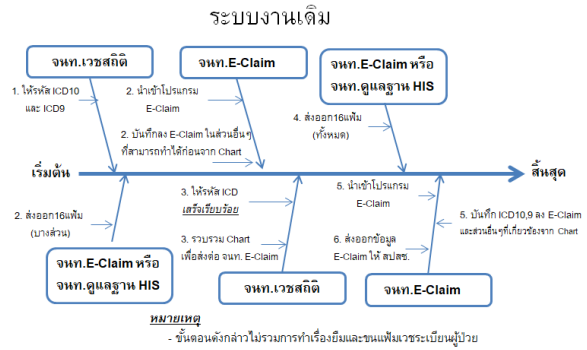 ระบบงานเดิม
จนท.เวชสถิติ
จนท.E-Claim
จนท.E-Claim หรือ
จนท.ดูแลฐาน HIS
1. ให้รหัส ICD10
และ ICD9
2. นำเข้าโปรแกรม
E-Claim
2. บันทึกลง E-Claim ในส่วนอื่นๆ
ที่สามารถทำได้ก่อนจาก Chart
4. ส่งออก16แฟ้ม
(ทั้งหมด)
เริ่มต้น
สิ้นสุด
2. ส่งออก16แฟ้ม
(บางส่วน)
3. ให้รหัส ICD
เสร็จเรียบร้อย
3. รวบรวม Chart
เพื่อส่งต่อ จนท. E-Claim
5. นำเข้าโปรแกรม
E-Claim
6. ส่งออกข้อมูล
E-Claim ให้ สปสช.
5. บันทึก ICD10,9 ลง E-Claim
และส่วนอื่นๆที่เกี่ยวข้องจาก Chart
จนท.E-Claim หรือ
จนท.ดูแลฐาน HIS
จนท.เวชสถิติ
จนท.E-Claim
หมายเหตุ
- ขั้นตอนดังกล่าวไม่รวมการทำเรื่องยืมและขนแฟ้มเวชระเบียนผู้ป่วย